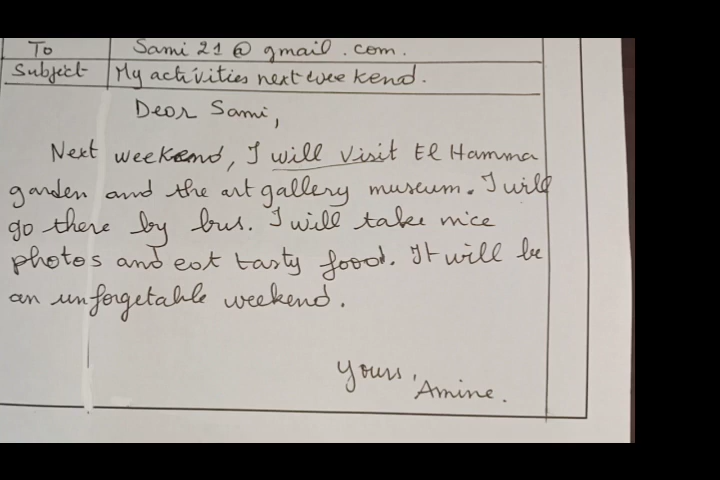 To Sami 21 @ gmail . com.
Subject My activities next weekend.
Dear Sami,
Next weekend, I will visit El Hamma
garden and the art gallery museum. I will
go there by bus. I will take nice
photos and eat tasty food. It will be
an unforgetable weekend.
Yours,
Amine.